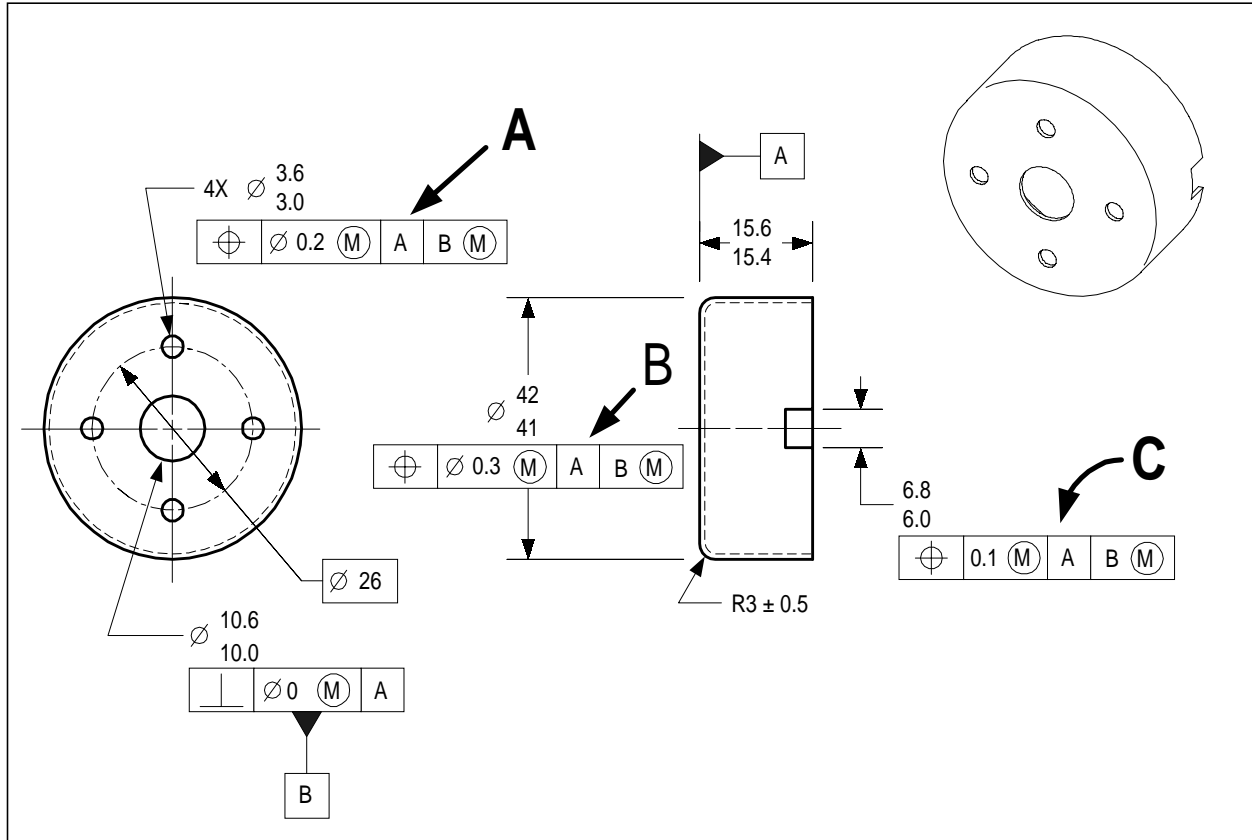 A
4X ⌀ 3.6
3.0
⌖ ⌀ 0.2 Ⓜ A B Ⓜ
A
15.6
15.4
B
⌀ 42
41
⌖ ⌀ 0.3 Ⓜ A B Ⓜ
C
6.8
6.0
⌖ 0.1 Ⓜ A B Ⓜ
⌀ 26
R3 ± 0.5
⌀ 10.6
10.0
⟂ ⌀ 0 Ⓜ A
B